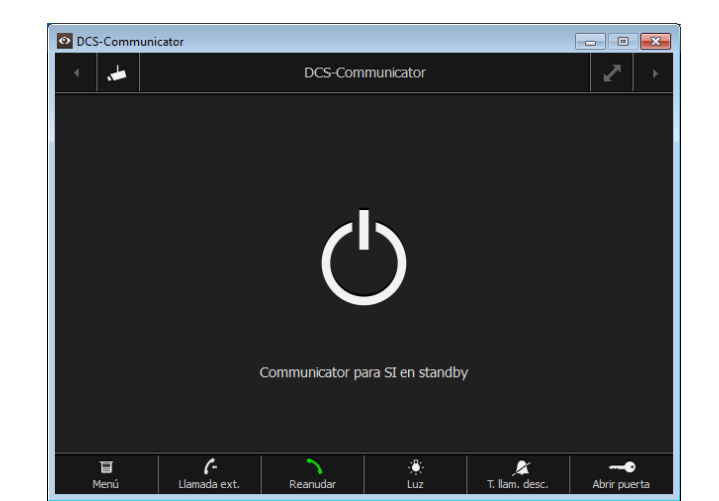 DCS-Communicator
DCS-Communicator
Communicator para SI en standby
Menú
Llamada ext.
Reanudar
Luz
T. llam. desc.
Abrir puerta